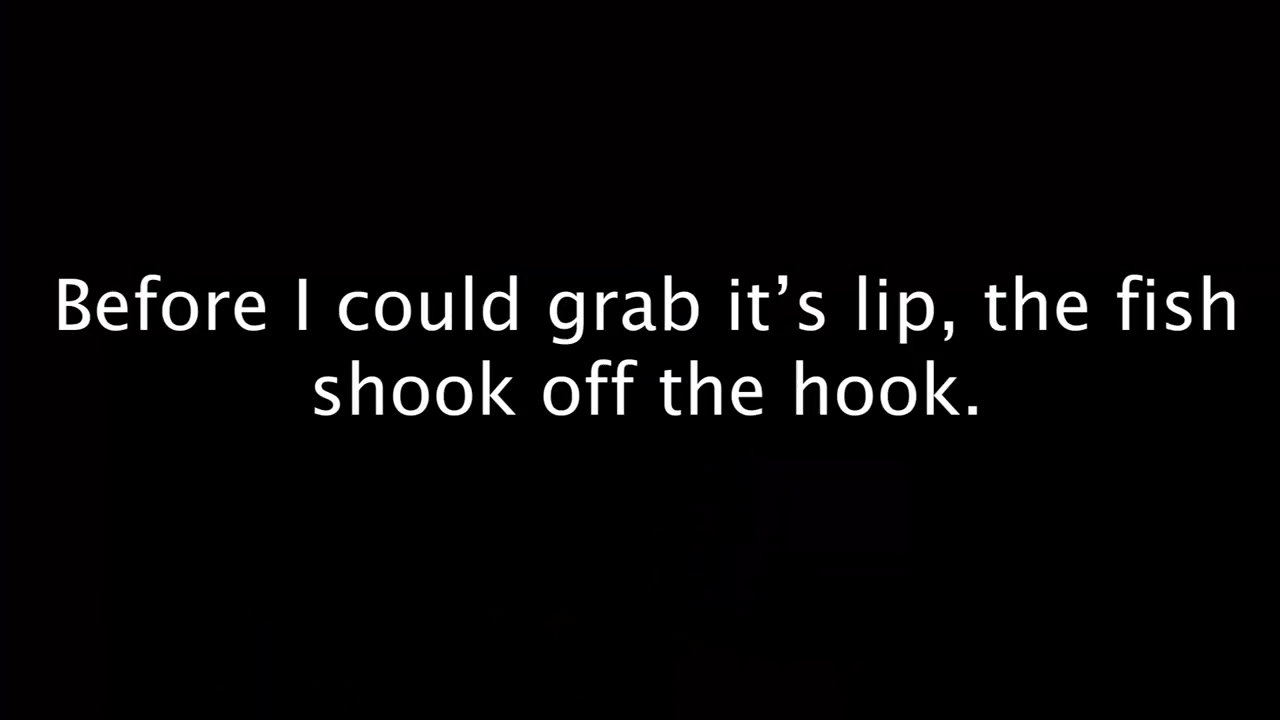 Before I could grab it’s lip, the fish
shook off the hook.